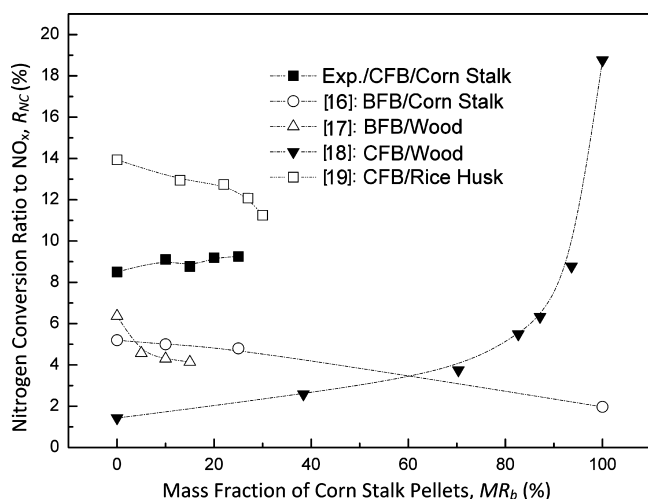 20
18
16
14
12
10
8
6
4
2
0
Nitrogen Conversion Ratio to NOx, RNC (%)
Exp./CFB/Corn Stalk
[16]: BFB/Corn Stalk
[17]: BFB/Wood
[18]: CFB/Wood
[19]: CFB/Rice Husk
0 20 40 60 80 100
Mass Fraction of Corn Stalk Pellets, MRb (%)